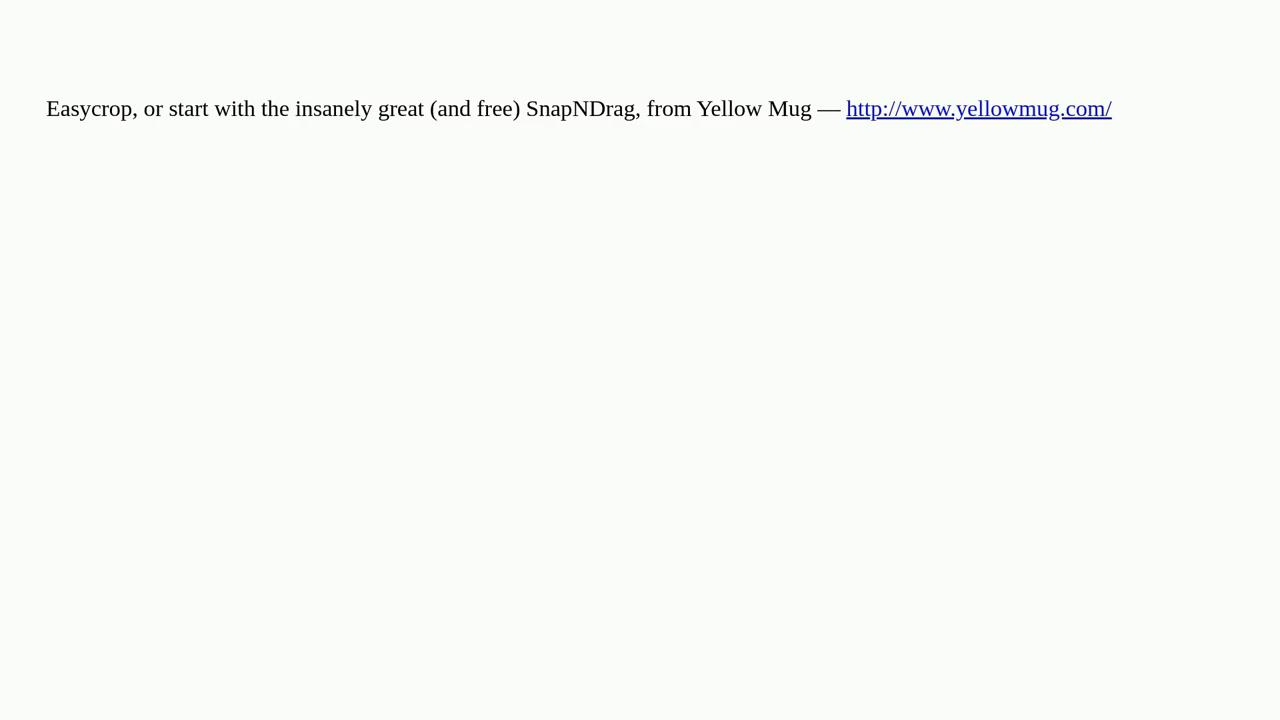 Easycrop, or start with the insanely great (and free) SnapNDrag, from Yellow Mug — http://www.yellowmug.com/